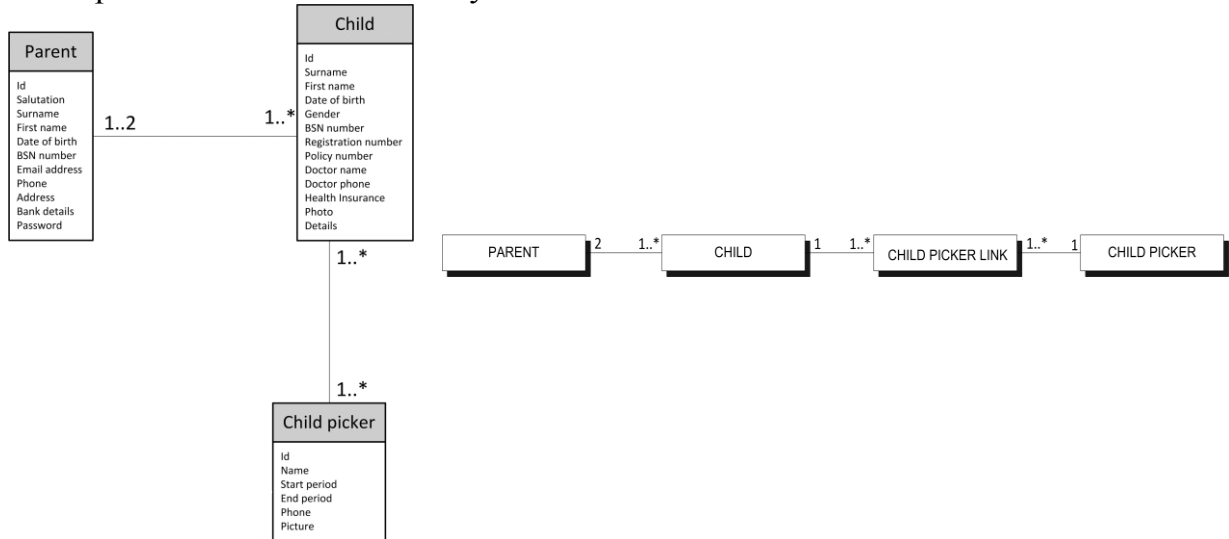 Parent
Id
Salutation
Surname
First name
Date of birth
BSN number
Email address
Phone
Address
Bank details
Password
1..2
1..*
Child
Id
Surname
First name
Date of birth
Gender
BSN number
Registration number
Policy number
Doctor name
Doctor phone
Health Insurance
Photo
Details
1..*
1..*
Child picker
Id
Name
Start period
End period
Phone
Picture
PARENT
2
1..*
CHILD
1
1..*
CHILD PICKER LINK
1..*
1
CHILD PICKER